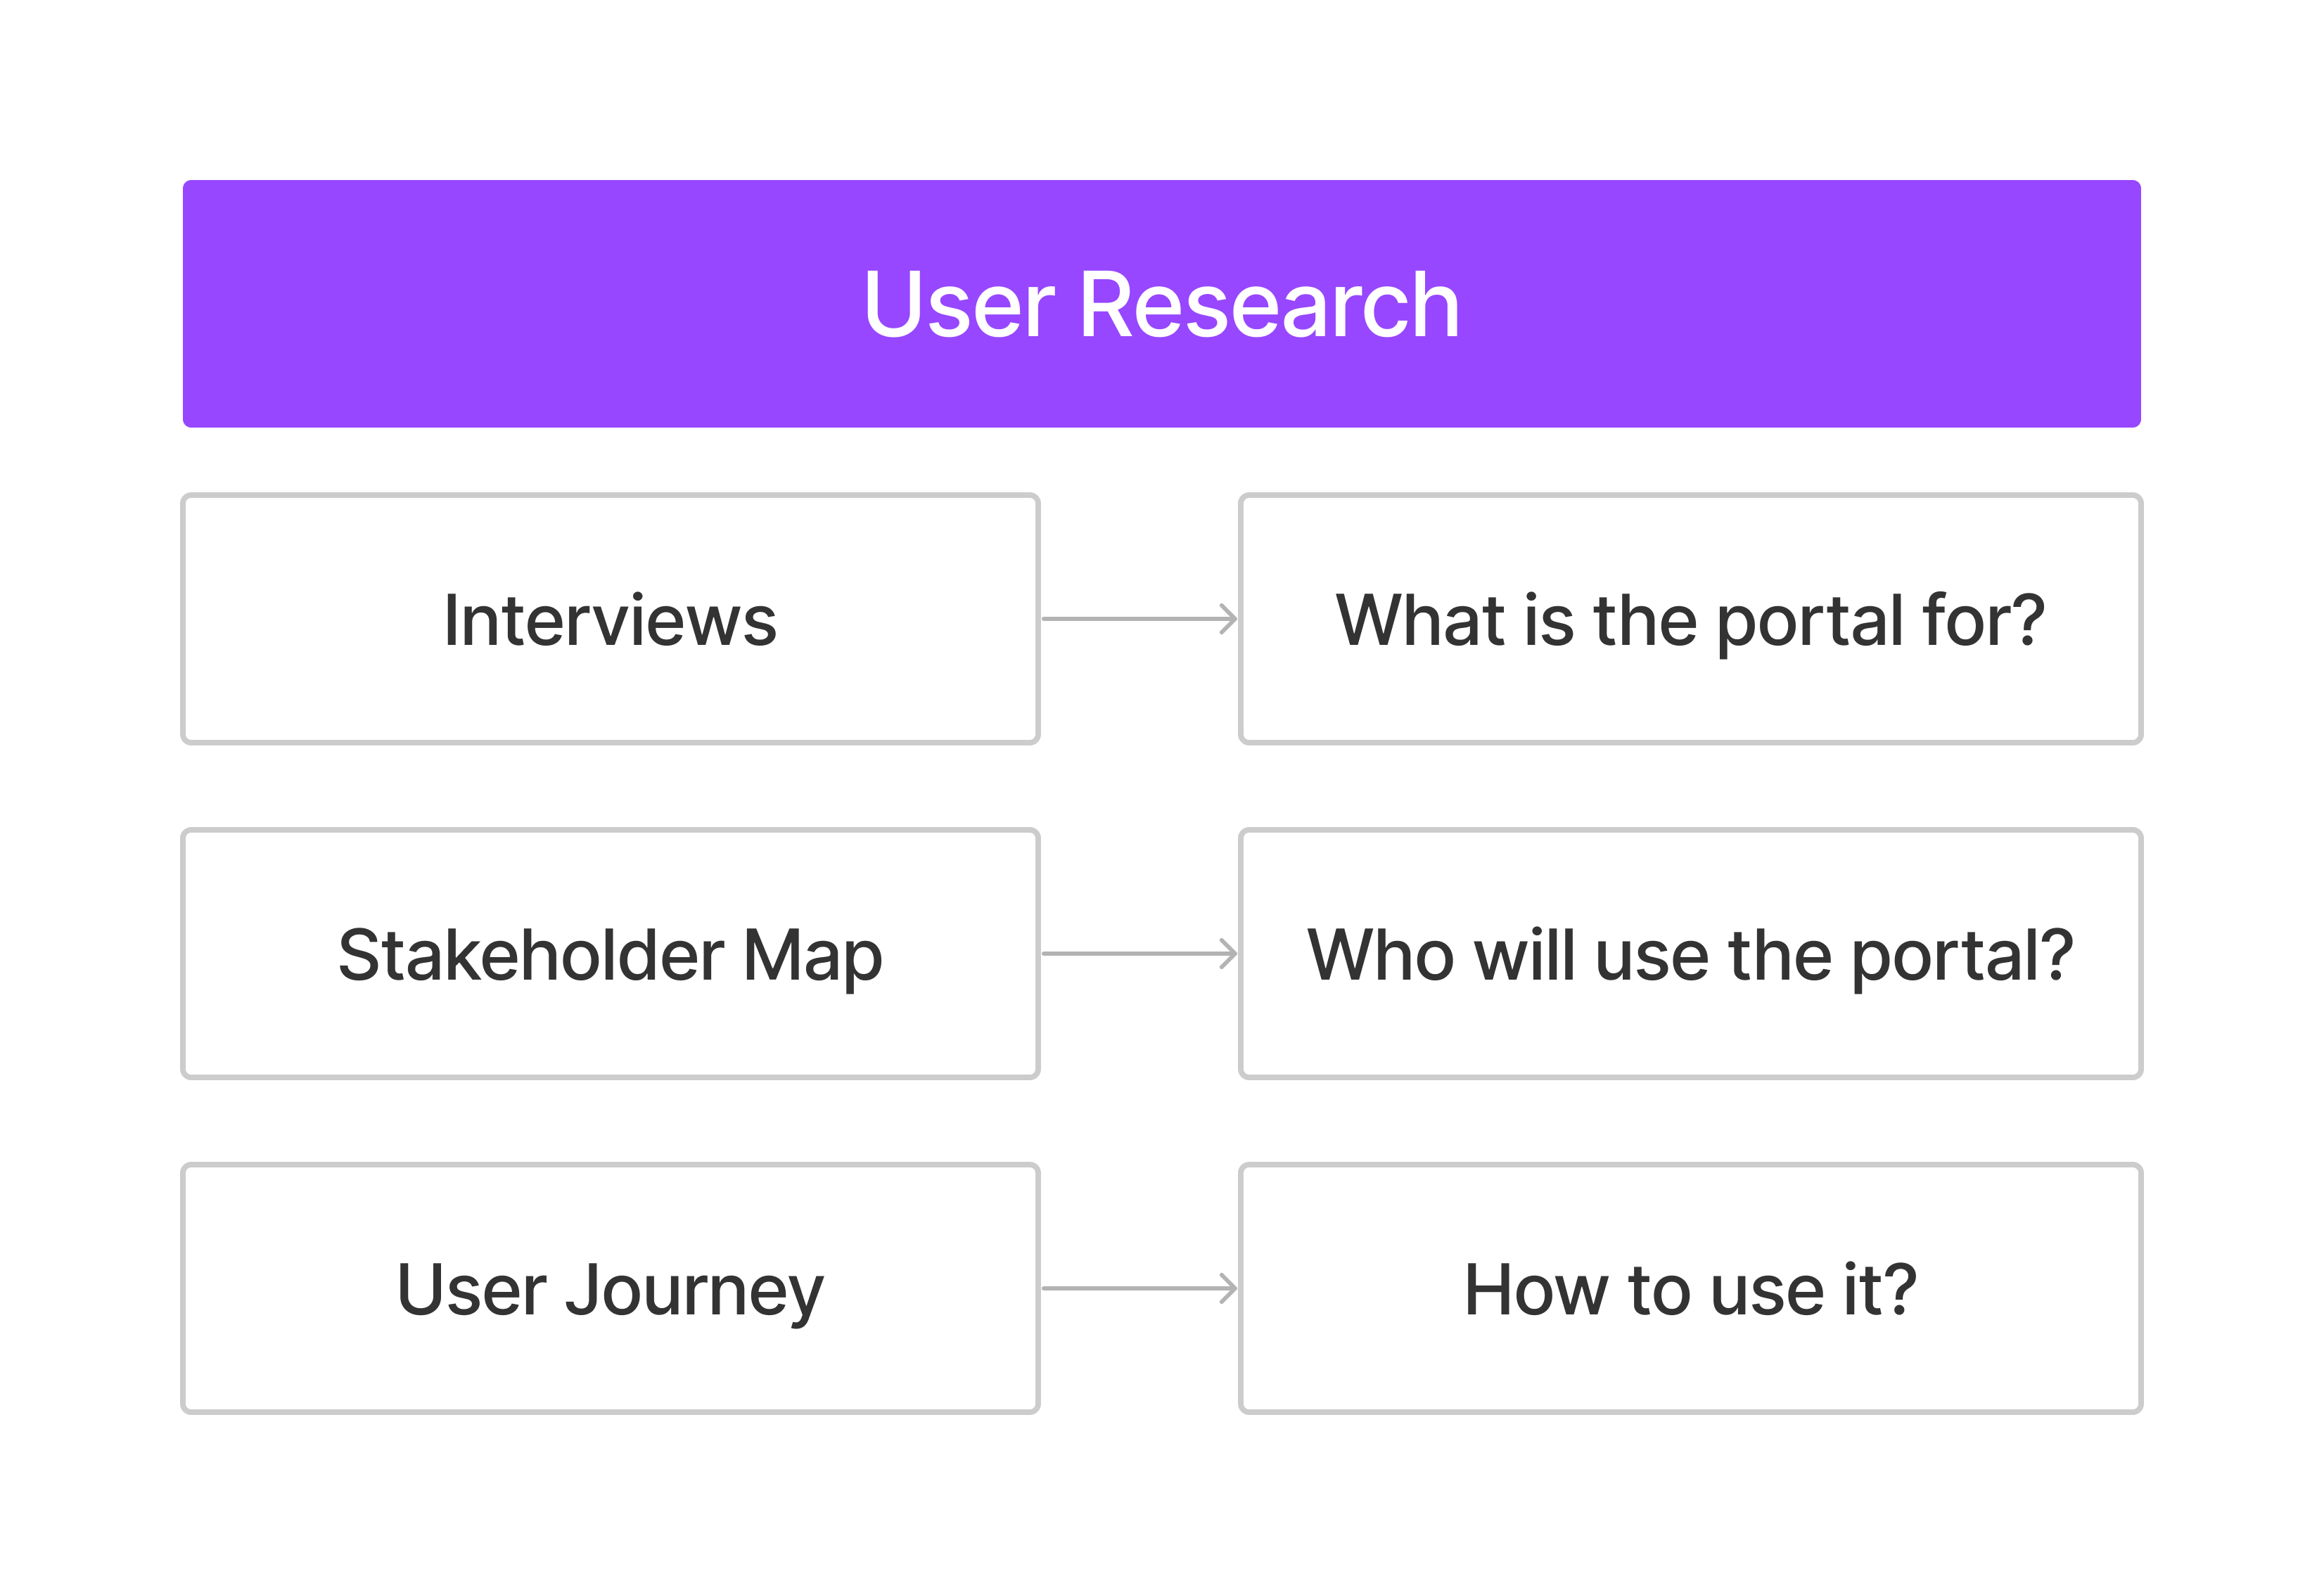 User Research
Interviews
What is the portal for?
Stakeholder Map
Who will use the portal?
User Journey
How to use it?